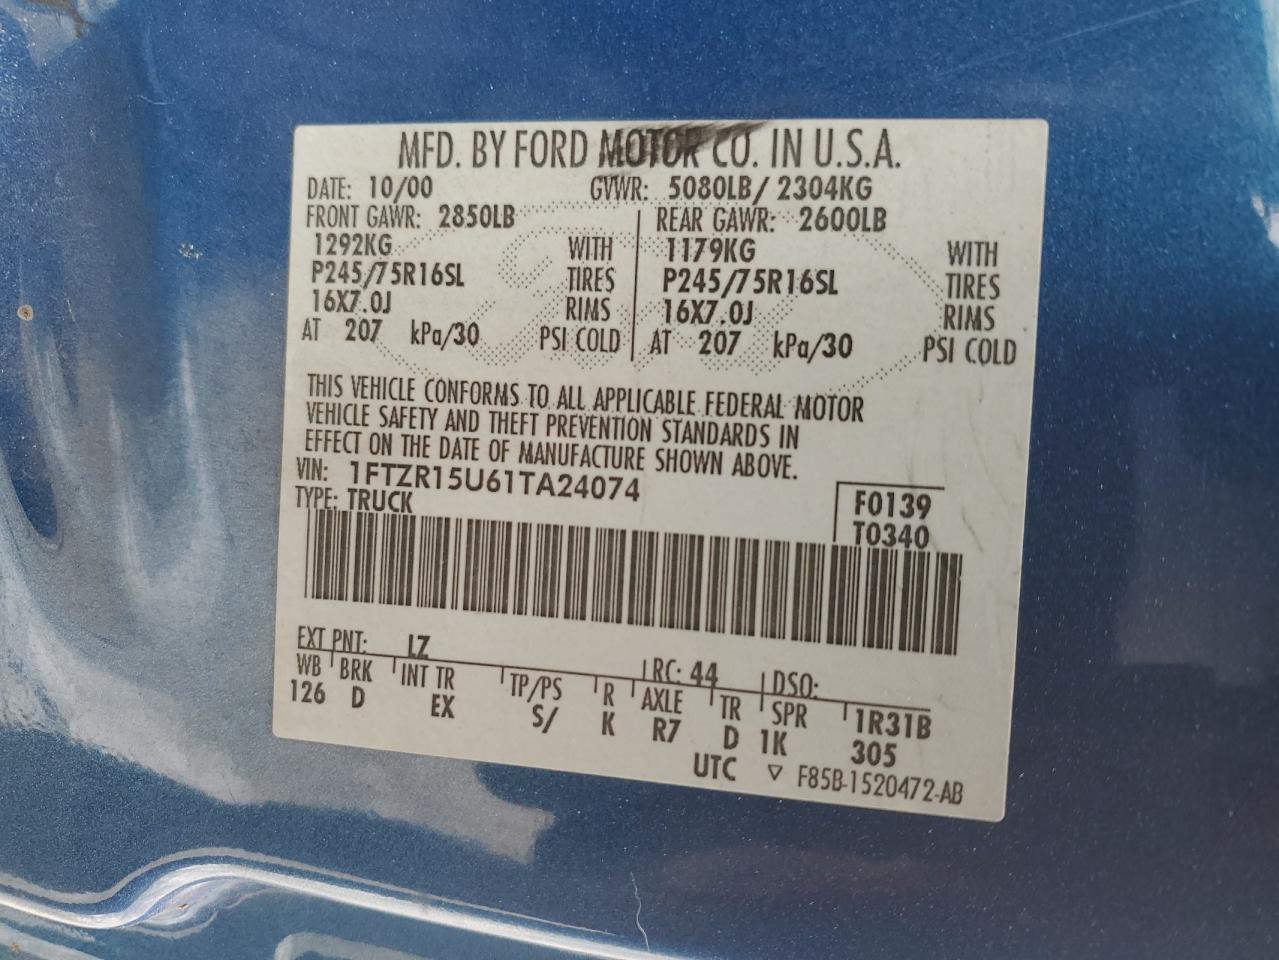 MFD. BY FORD MOTOR CO. IN U.S.A.
DATE: 10/00 GVWR: 5080LB/ 2304KG
FRONT GAWR: 2850LB REAR GAWR: 2600LB
1292KG WITH 1179KG WITH
P245/75R16SL TIRES P245/75R16SL TIRES
16X7.0J RIMS 16X7.0J RIMS
AT 207 kPa/30 PSI COLD AT 207 kPa/30 PSI COLD
THIS VEHICLE CONFORMS TO ALL APPLICABLE FEDERAL MOTOR
VEHICLE SAFETY AND THEFT PREVENTION STANDARDS IN
EFFECT ON THE DATE OF MANUFACTURE SHOWN ABOVE.
VIN: 1FTZR15U61TA24074
TYPE: TRUCK
F0139
T0340
EXT PNT: LZ RC: 44 DSO:
WB BRK INT TR TP/PS R AXLE TR SPR 1R31B
126 D EX S/ K R7 D 1K 305
UTC ▽ F85B-1520472-AB